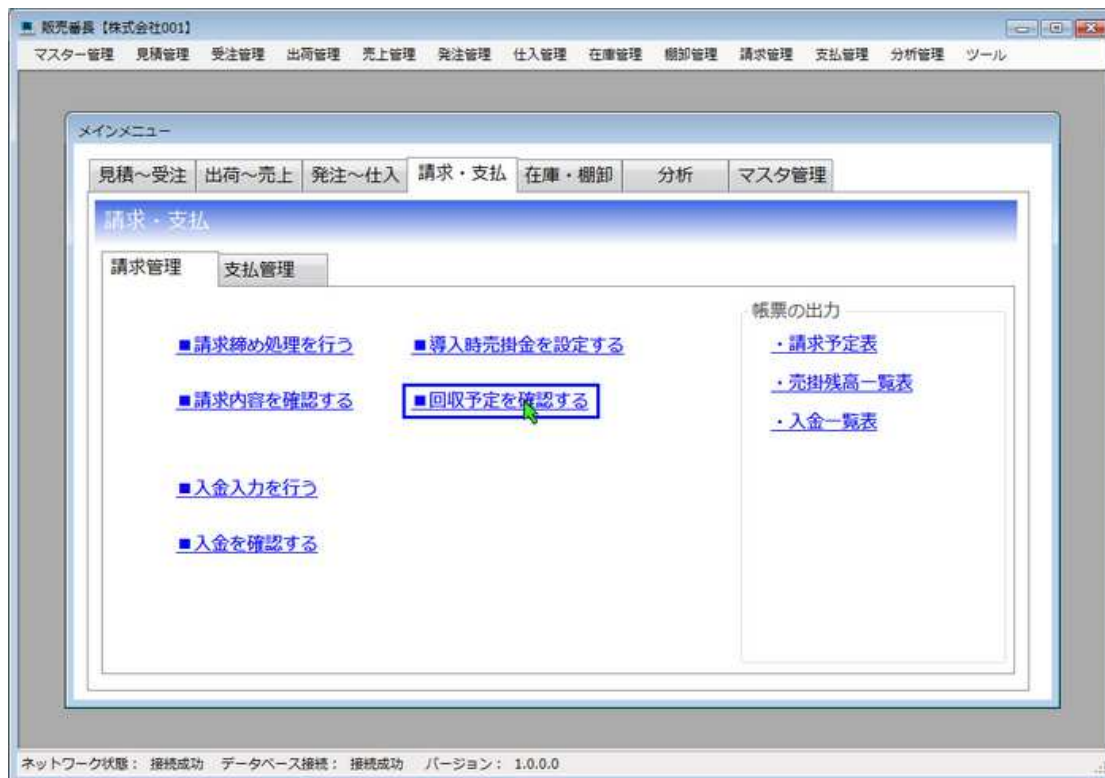 販売番長【株式会社001】
マスター管理 見積管理 受注管理 出荷管理 売上管理 発注管理 仕入管理 在庫管理 棚卸管理 請求管理 支払管理 分析管理 ツール
メインメニュー
見積～受注 出荷～売上 発注～仕入 請求・支払 在庫・棚卸 分析 マスタ管理
請求・支払
請求管理 支払管理
帳票の出力
■請求締め処理を行う ■導入時売掛金を設定する ・請求予定表
・売掛残高一覧表
■請求内容を確認する ■回収予定を確認する
・入金一覧表
■入金入力を行う
■入金を確認する
ネットワーク状態： 接続成功 データベース接続： 接続成功 バージョン： 1.0.0.0